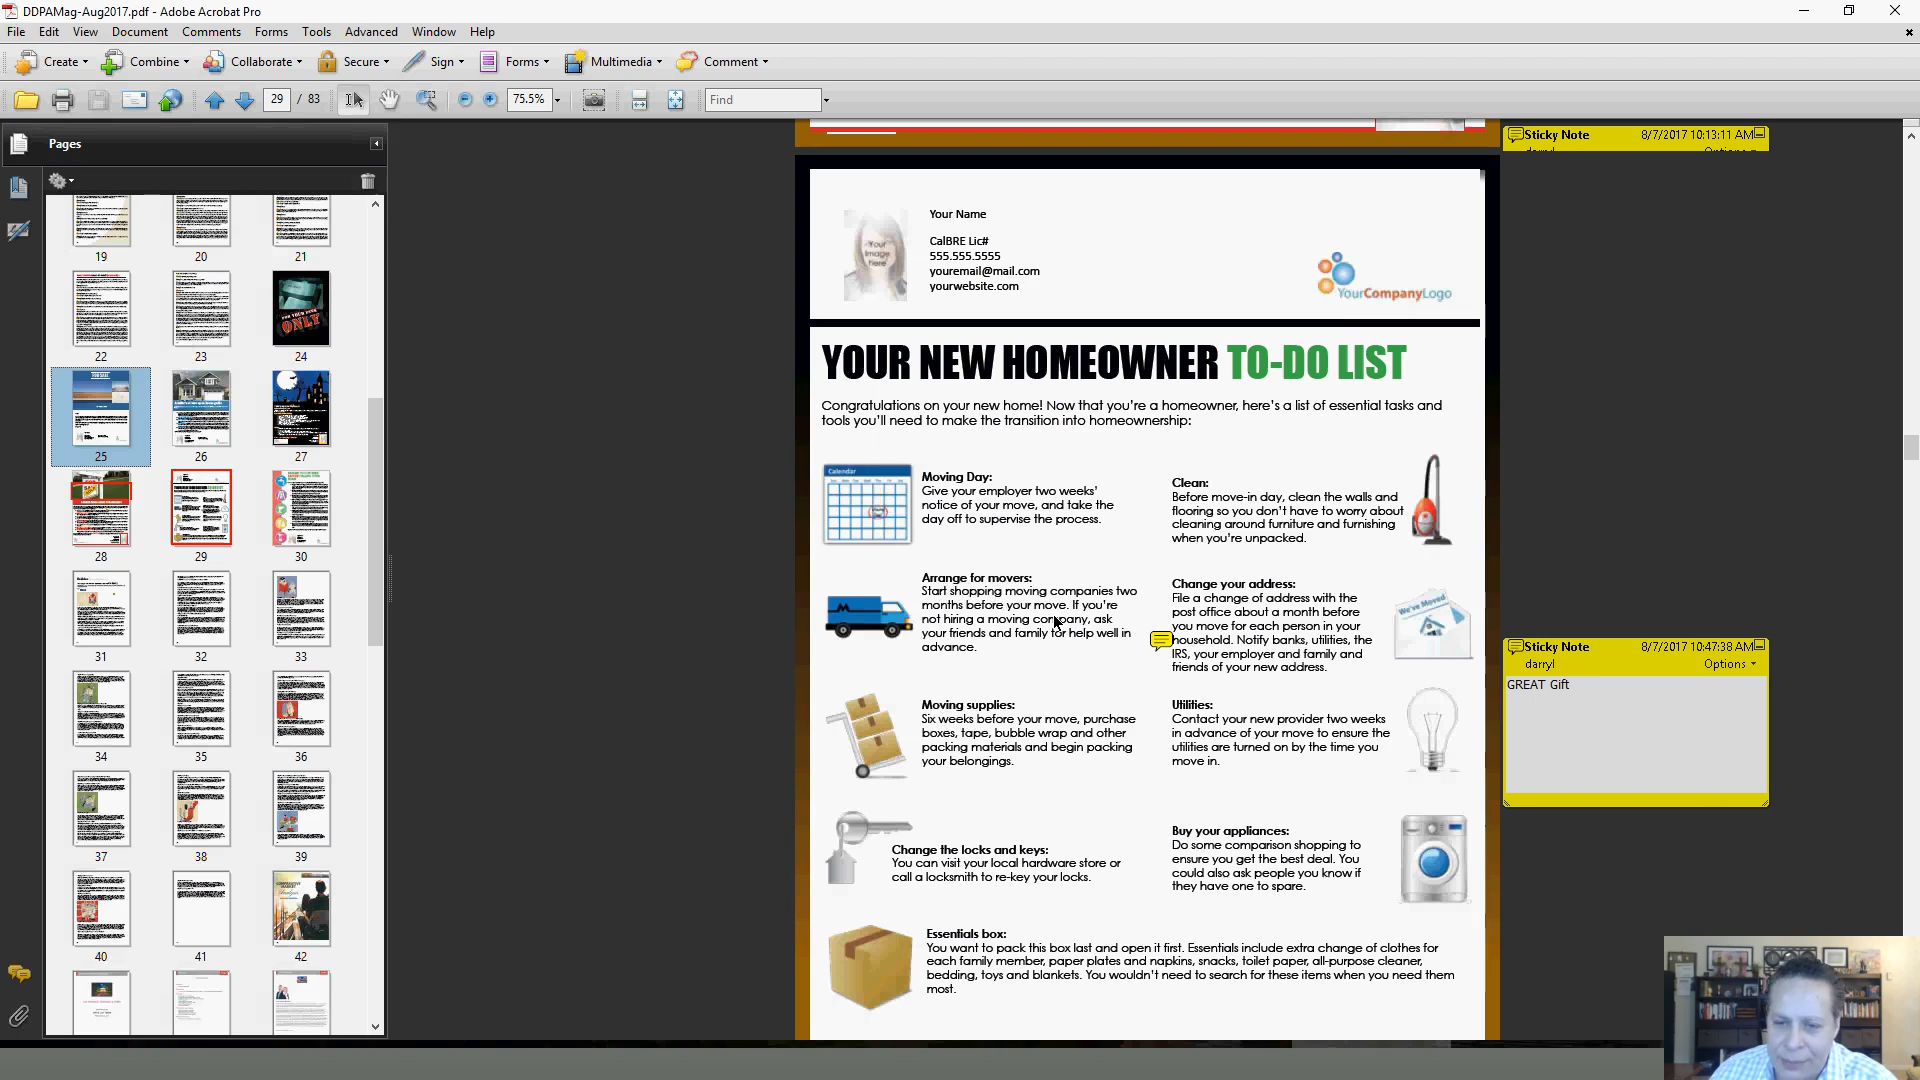 DDPAMag-Aug2017.pdf - Adobe Acrobat Pro
File Edit View Document Comments Forms Tools Advanced Window Help
Create Combine Collaborate Secure Sign Forms Multimedia Comment
29 / 83 75.5% Find
Pages
19 20 21
22 23 24
25 26 27
28 29 30
31 32 33
34 35 36
37 38 39
40 41 42
Sticky Note 8/7/2017 10:13:11 AM
Your Name
CalBRE Lic#
555.555.5555
youremail@mail.com
yourwebsite.com
Your
Image
Here
YourCompanyLogo
YOUR NEW HOMEOWNER TO-DO LIST
Congratulations on your new home! Now that you're a homeowner, here's a list of essential tasks and
tools you'll need to make the transition into homeownership:
Calendar
Moving Day:
Give your employer two weeks'
notice of your move, and take the
day off to supervise the process.
Clean:
Before move-in day, clean the walls and
flooring so you don't have to worry about
cleaning around furniture and furnishing
when you're unpacked.
Arrange for movers:
Start shopping moving companies two
months before your move. If you're
not hiring a moving company, ask
your friends and family for help well in
advance.
Change your address:
File a change of address with the
post office about a month before
you move for each person in your
household. Notify banks, utilities, the
IRS, your employer and family and
friends of your new address.
We've Moved
Moving supplies:
Six weeks before your move, purchase
boxes, tape, bubble wrap and other
packing materials and begin packing
your belongings.
Utilities:
Contact your new provider two weeks
in advance of your move to ensure the
utilities are turned on by the time you
move in.
Change the locks and keys:
You can visit your local hardware store or
call a locksmith to re-key your locks.
Buy your appliances:
Do some comparison shopping to
ensure you get the best deal. You
could also ask people you know if
they have one to spare.
Essentials box:
You want to pack this box last and open it first. Essentials include extra change of clothes for
each family member, paper plates and napkins, snacks, toilet paper, all-purpose cleaner,
bedding, toys and blankets. You wouldn't need to search for these items when you need them
most.
Sticky Note 8/7/2017 10:47:38 AM
darryl Options
GREAT Gift